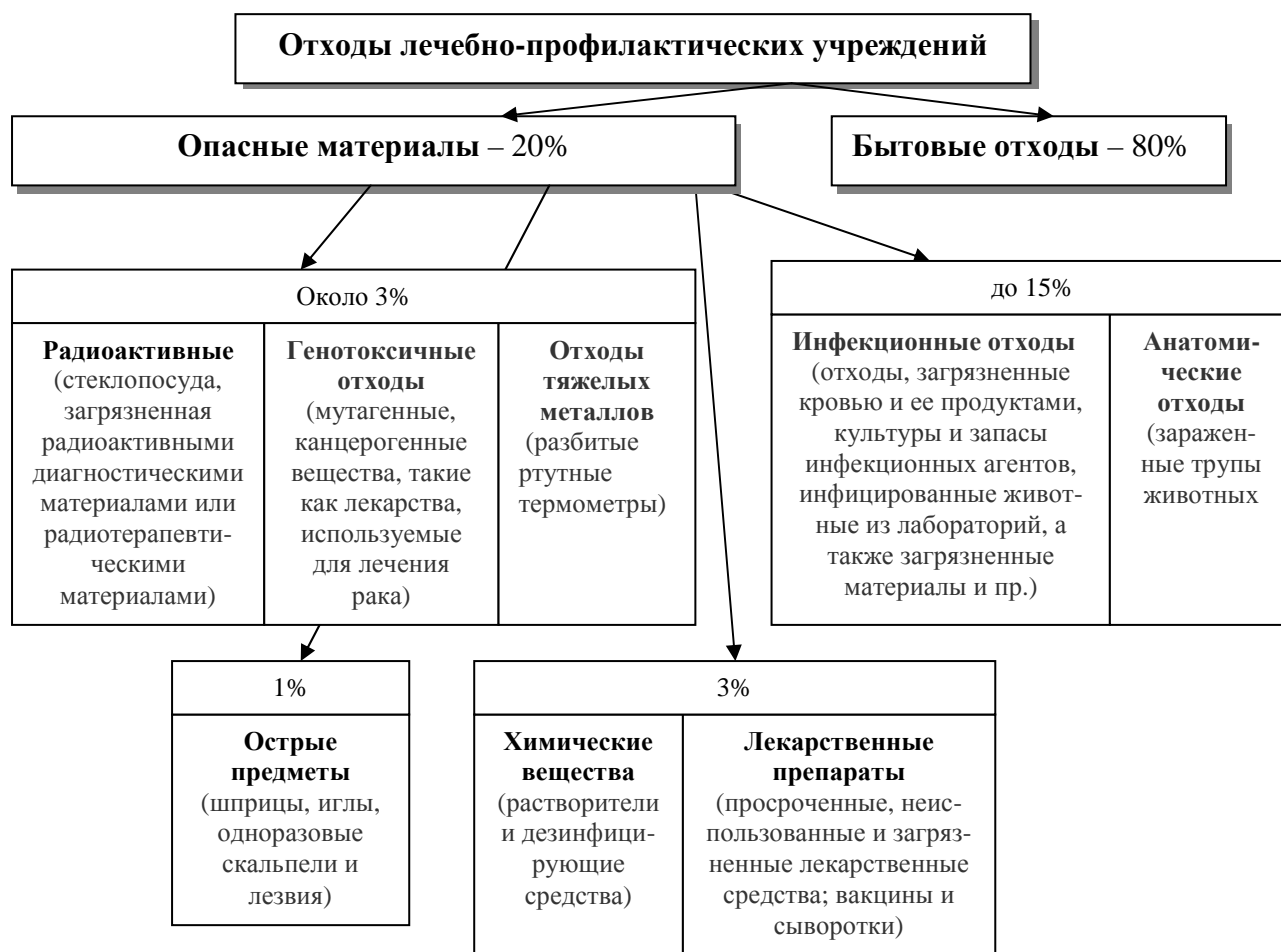 Отходы лечебно-профилактических учреждений
Опасные материалы – 20%
Бытовые отходы – 80%
Около 3%
Радиоактивные
(стеклопосуда,
загрязненная
радиоактивными
диагностическими
материалами или
радиотерапевти-
ческими
материалами)
Генотоксичные
отходы
(мутагенные,
канцерогенные
вещества, такие
как лекарства,
используемые
для лечения
рака)
Отходы
тяжелых
металлов
(разбитые
ртутные
термометры)
до 15%
Инфекционные отходы
(отходы, загрязненные
кровью и ее продуктами,
культуры и запасы
инфекционных агентов,
инфицированные живот-
ные из лабораторий, а
также загрязненные
материалы и пр.)
Анатоми-
ческие
отходы
(заражен-
ные трупы
животных
1%
Острые
предметы
(шприцы, иглы,
одноразовые
скальпели и
лезвия)
3%
Химические
вещества
(растворители
и дезинфици-
рующие
средства)
Лекарственные
препараты
(просроченные, неис-
пользованные и загряз-
ненные лекарственные
средства; вакцины и
сыворотки)